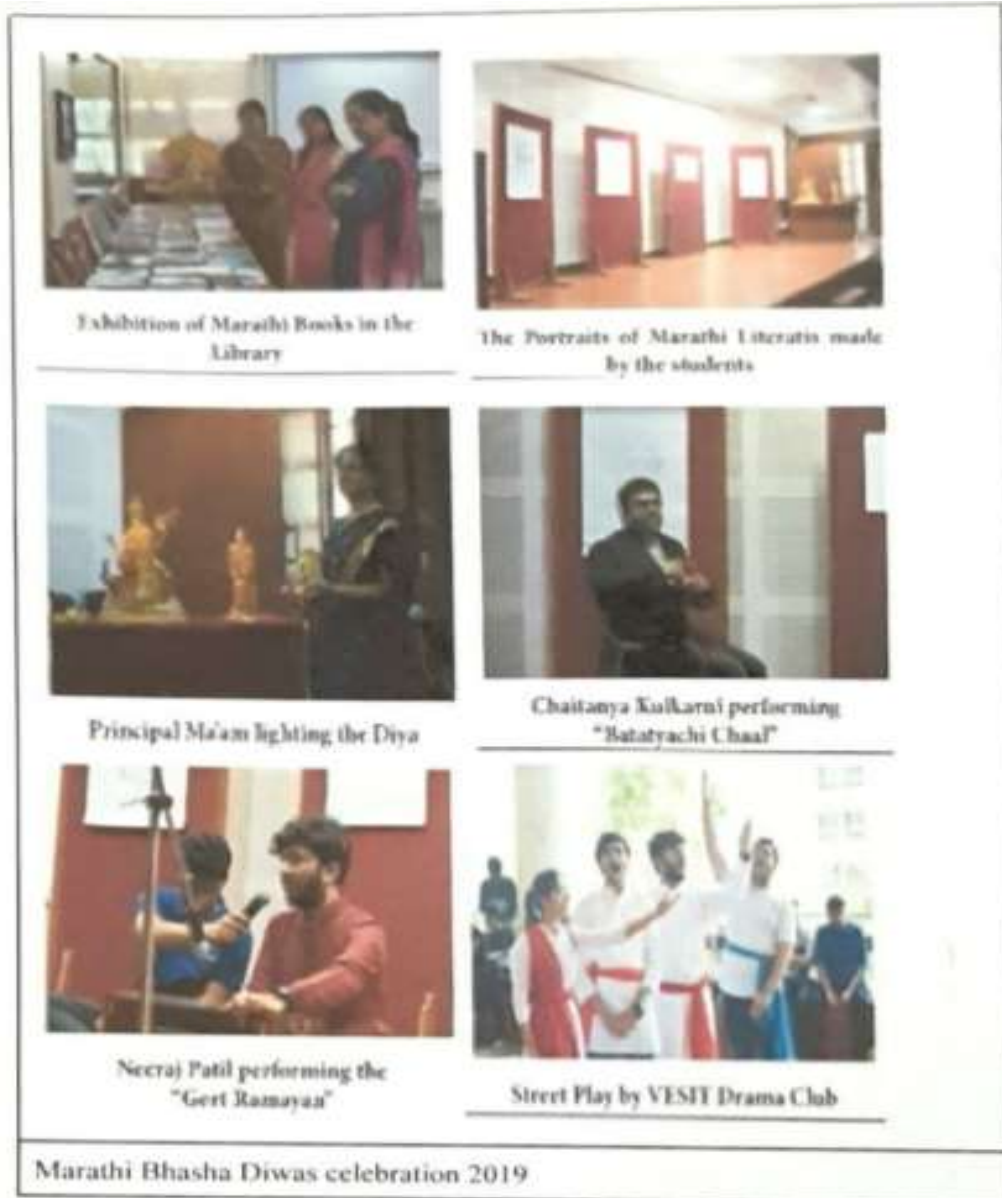 Exhibition of Marathi Books in the
Library
The Portraits of Marathi Literatis made
by the students
Principal Ma'am lighting the Diya
Chaitanya Kulkarni performing
"Batatyachi Chaal"
Neeraj Patil performing the
"Geet Ramayan"
Street Play by VESIT Drama Club
Marathi Bhasha Diwas celebration 2019